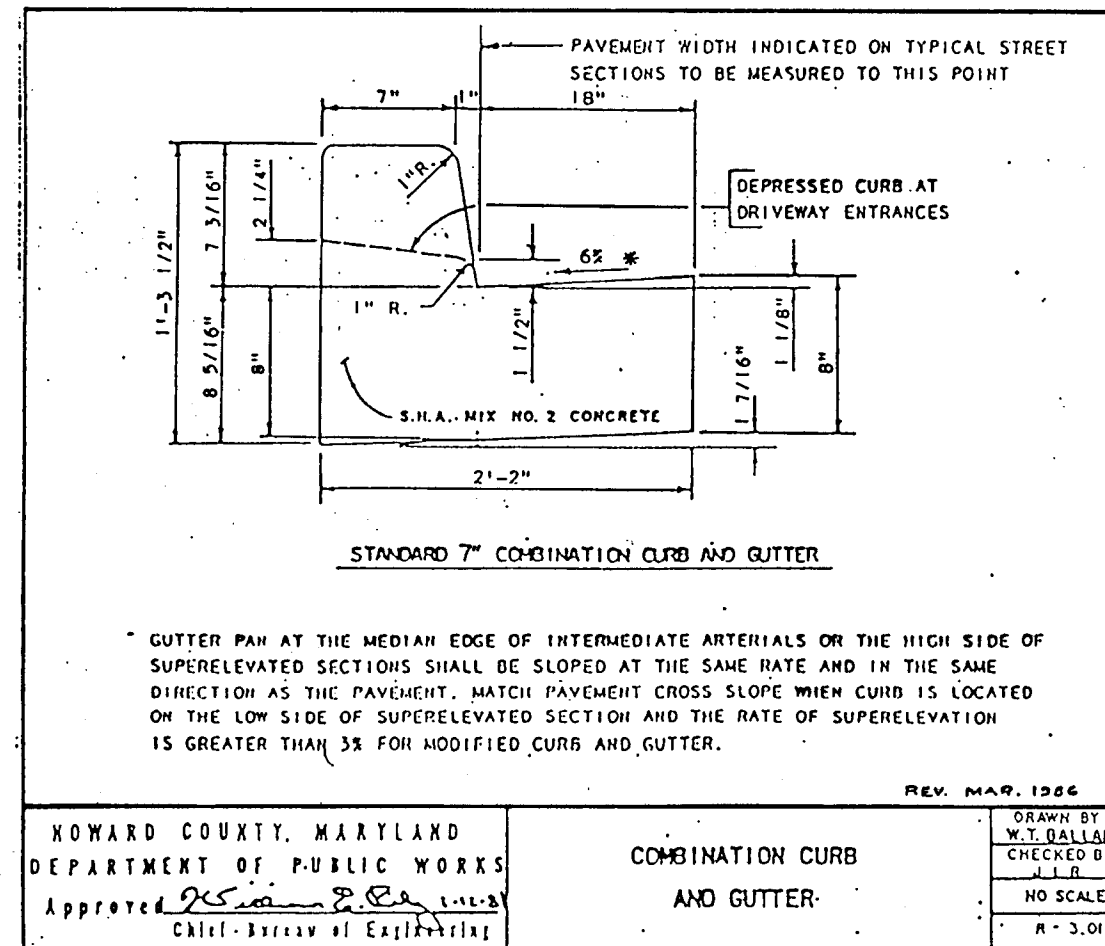 PAVEMENT WIDTH INDICATED ON TYPICAL STREET
SECTIONS TO BE MEASURED TO THIS POINT
7"
1"
18"
1"R.
DEPRESSED CURB AT
DRIVEWAY ENTRANCES
2 1/4"
7 3/16"
1'-3 1/2"
6% *
1" R.
8 5/16"
8"
1 1/2"
1 1/8"
8"
1 7/16"
S.H.A. MIX NO. 2 CONCRETE
2'-2"
STANDARD 7" COMBINATION CURB AND GUTTER
GUTTER PAN AT THE MEDIAN EDGE OF INTERMEDIATE ARTERIALS OR THE HIGH SIDE OF
SUPERELEVATED SECTIONS SHALL BE SLOPED AT THE SAME RATE AND IN THE SAME
DIRECTION AS THE PAVEMENT. MATCH PAVEMENT CROSS SLOPE WHEN CURB IS LOCATED
ON THE LOW SIDE OF SUPERELEVATED SECTION AND THE RATE OF SUPERELEVATION
IS GREATER THAN 3% FOR MODIFIED CURB AND GUTTER.
REV. MAR. 1986
HOWARD COUNTY, MARYLAND
DEPARTMENT OF PUBLIC WORKS
Approved
Chief - Bureau of Engineering
COMBINATION CURB
AND GUTTER
DRAWN BY
W.T. BALLA
CHECKED B
J.L.B.
NO SCALE
R - 3.01